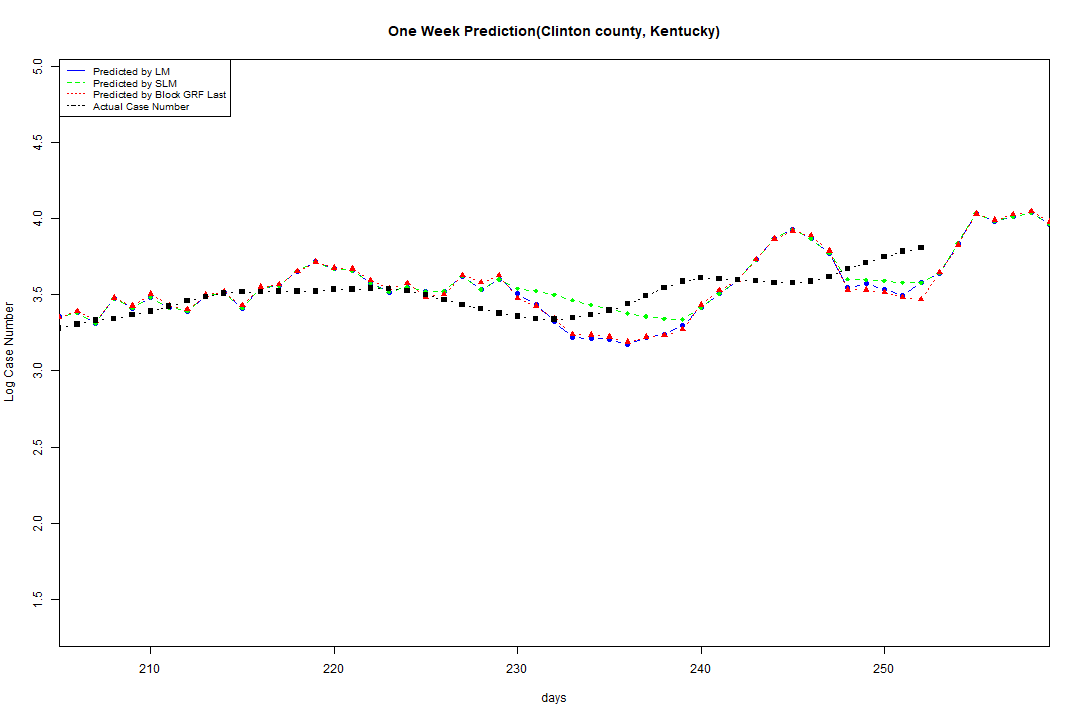 One Week Prediction(Clinton county, Kentucky)
Predicted by LM
Predicted by SLM
Predicted by Block GRF Last
Actual Case Number
5.0
4.5
4.0
3.5
3.0
2.5
2.0
1.5
Log Case Number
210 220 230 240 250
days